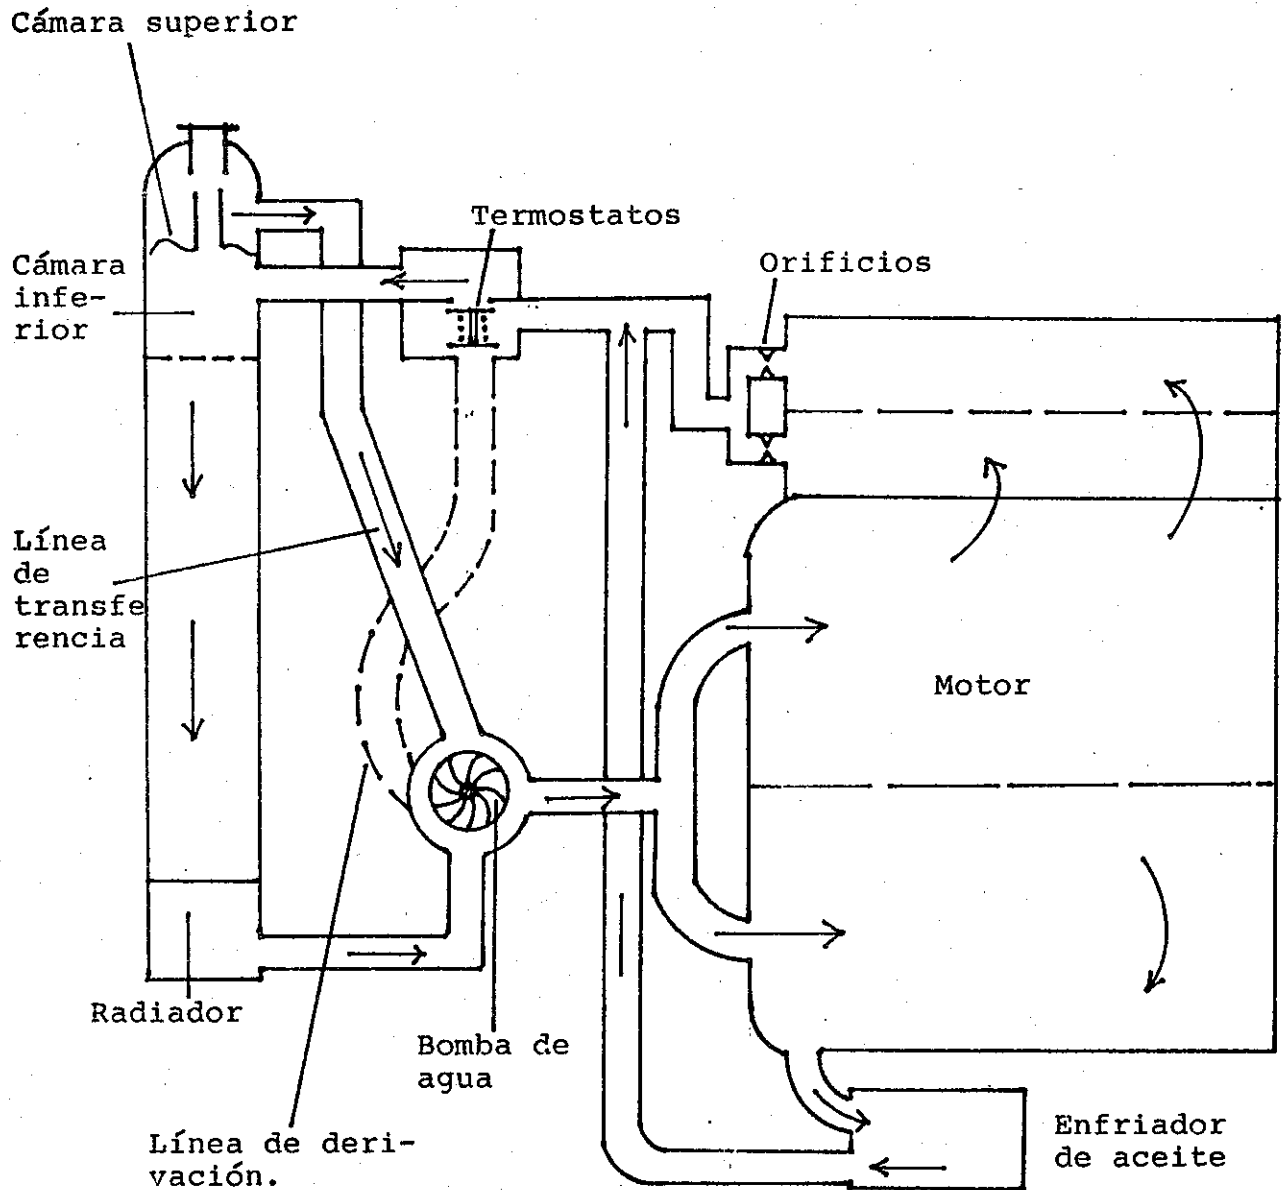 Cámara superior
Termostatos
Orificios
Cámara
infe-
rior
Línea
de
transfe
rencia
Motor
Radiador
Bomba de
agua
Línea de deri-
vación.
Enfriador
de aceite